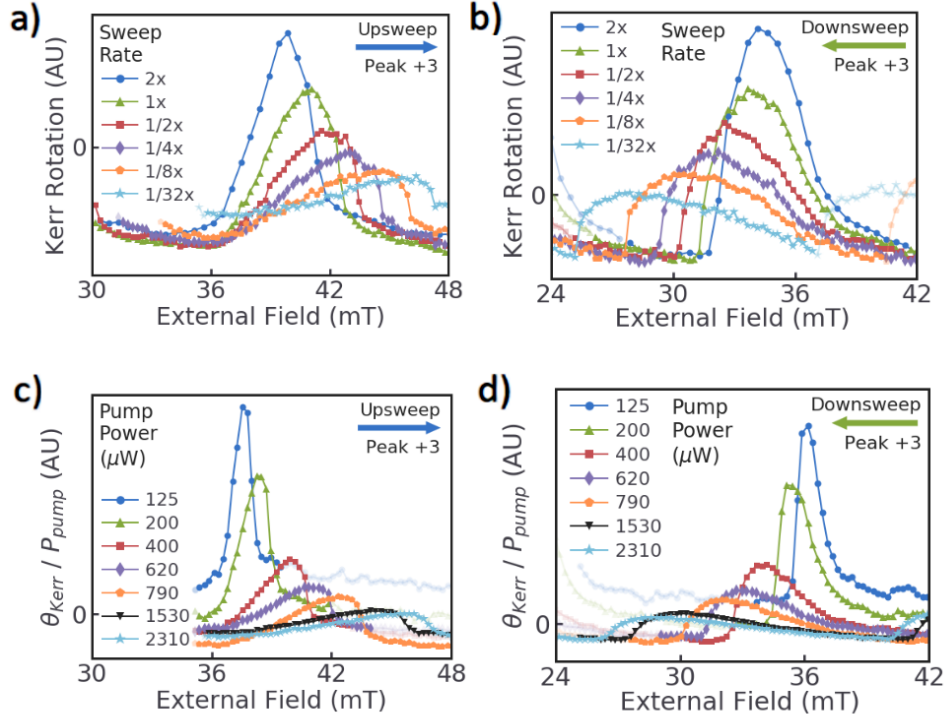 a)
Sweep
Rate
2x
1x
1/2x
1/4x
1/8x
1/32x
Upsweep
Peak +3
Kerr Rotation (AU)
0
30 36 42 48
External Field (mT)
b)
2x
1x
1/2x
1/4x
1/8x
1/32x
Sweep
Rate
Downsweep
Peak +3
Kerr Rotation (AU)
0
24 30 36 42
External Field (mT)
c)
Pump
Power
(μW)
125
200
400
620
790
1530
2310
Upsweep
Peak +3
θKerr / Ppump (AU)
0
30 36 42 48
External Field (mT)
d)
125
200
400
620
790
1530
2310
Pump
Power
(μW)
Downsweep
Peak +3
θKerr / Ppump (AU)
0
24 30 36 42
External Field (mT)